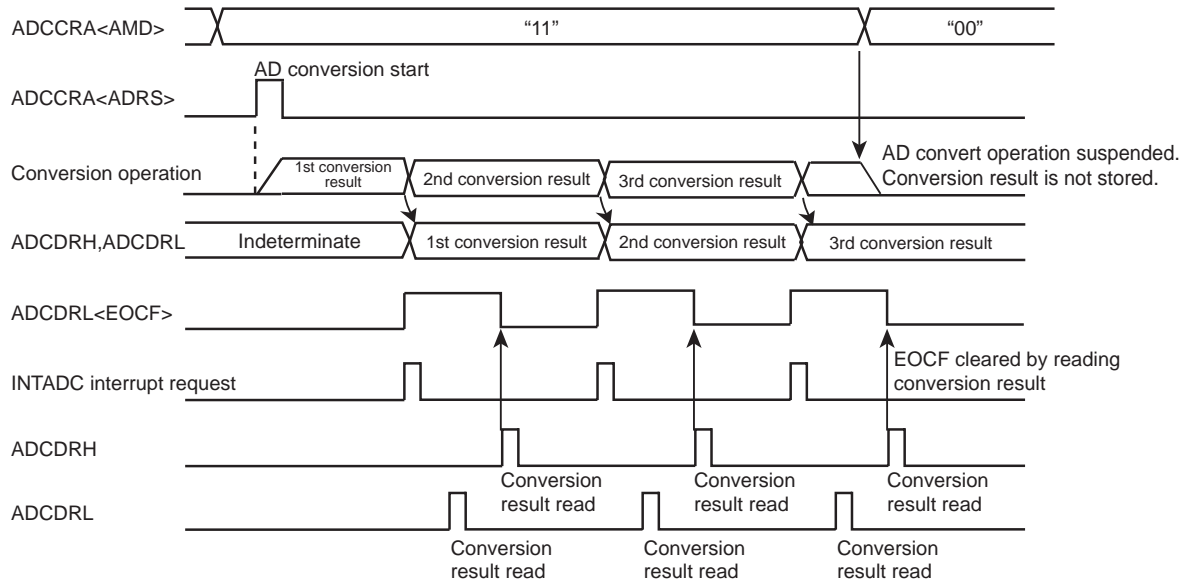 ADCCRA<AMD>
“11”
“00”
AD conversion start
ADCCRA<ADRS>
Conversion operation
1st conversion
result
2nd conversion result
3rd conversion result
AD convert operation suspended.
Conversion result is not stored.
ADCDRH,ADCDRL
Indeterminate
1st conversion result
2nd conversion result
3rd conversion result
ADCDRL<EOCF>
INTADC interrupt request
EOCF cleared by reading
conversion result
ADCDRH
Conversion
result read
Conversion
result read
Conversion
result read
ADCDRL
Conversion
result read
Conversion
result read
Conversion
result read